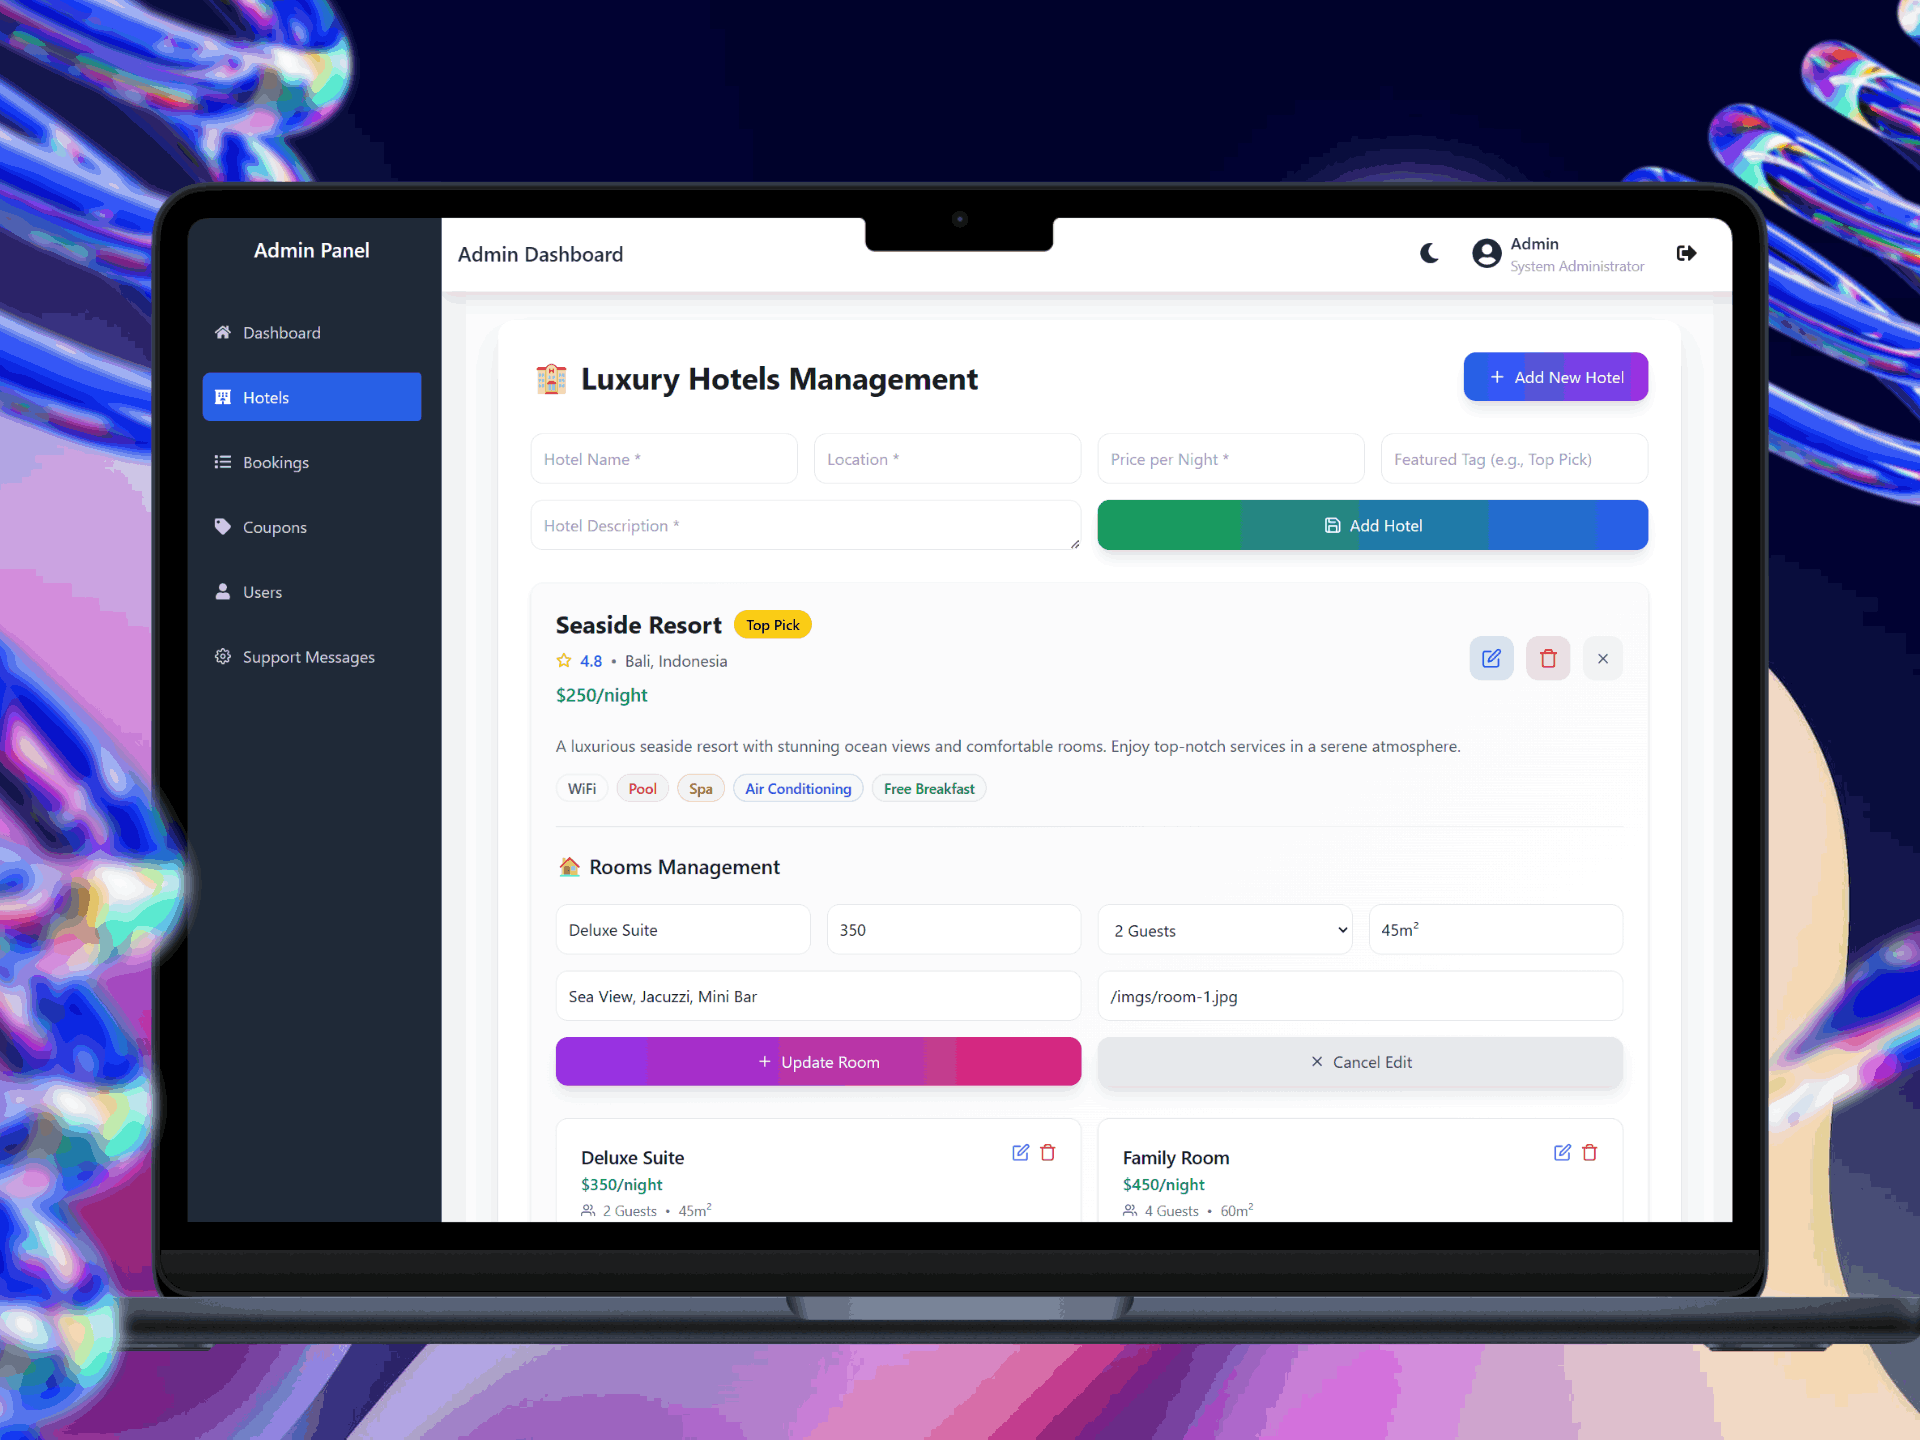 Admin Panel
Dashboard
Hotels
Bookings
Coupons
Users
Support Messages
Admin Dashboard
Admin
System Administrator
🏨 Luxury Hotels Management
+ Add New Hotel
Hotel Name *
Location *
Price per Night *
Featured Tag (e.g., Top Pick)
Hotel Description *
Add Hotel
Seaside Resort
Top Pick
4.8 • Bali, Indonesia
$250/night
A luxurious seaside resort with stunning ocean views and comfortable rooms. Enjoy top-notch services in a serene atmosphere.
WiFi
Pool
Spa
Air Conditioning
Free Breakfast
🏠 Rooms Management
Deluxe Suite
350
2 Guests
45m²
Sea View, Jacuzzi, Mini Bar
/imgs/room-1.jpg
+ Update Room
× Cancel Edit
Deluxe Suite
$350/night
2 Guests • 45m²
Family Room
$450/night
4 Guests • 60m²